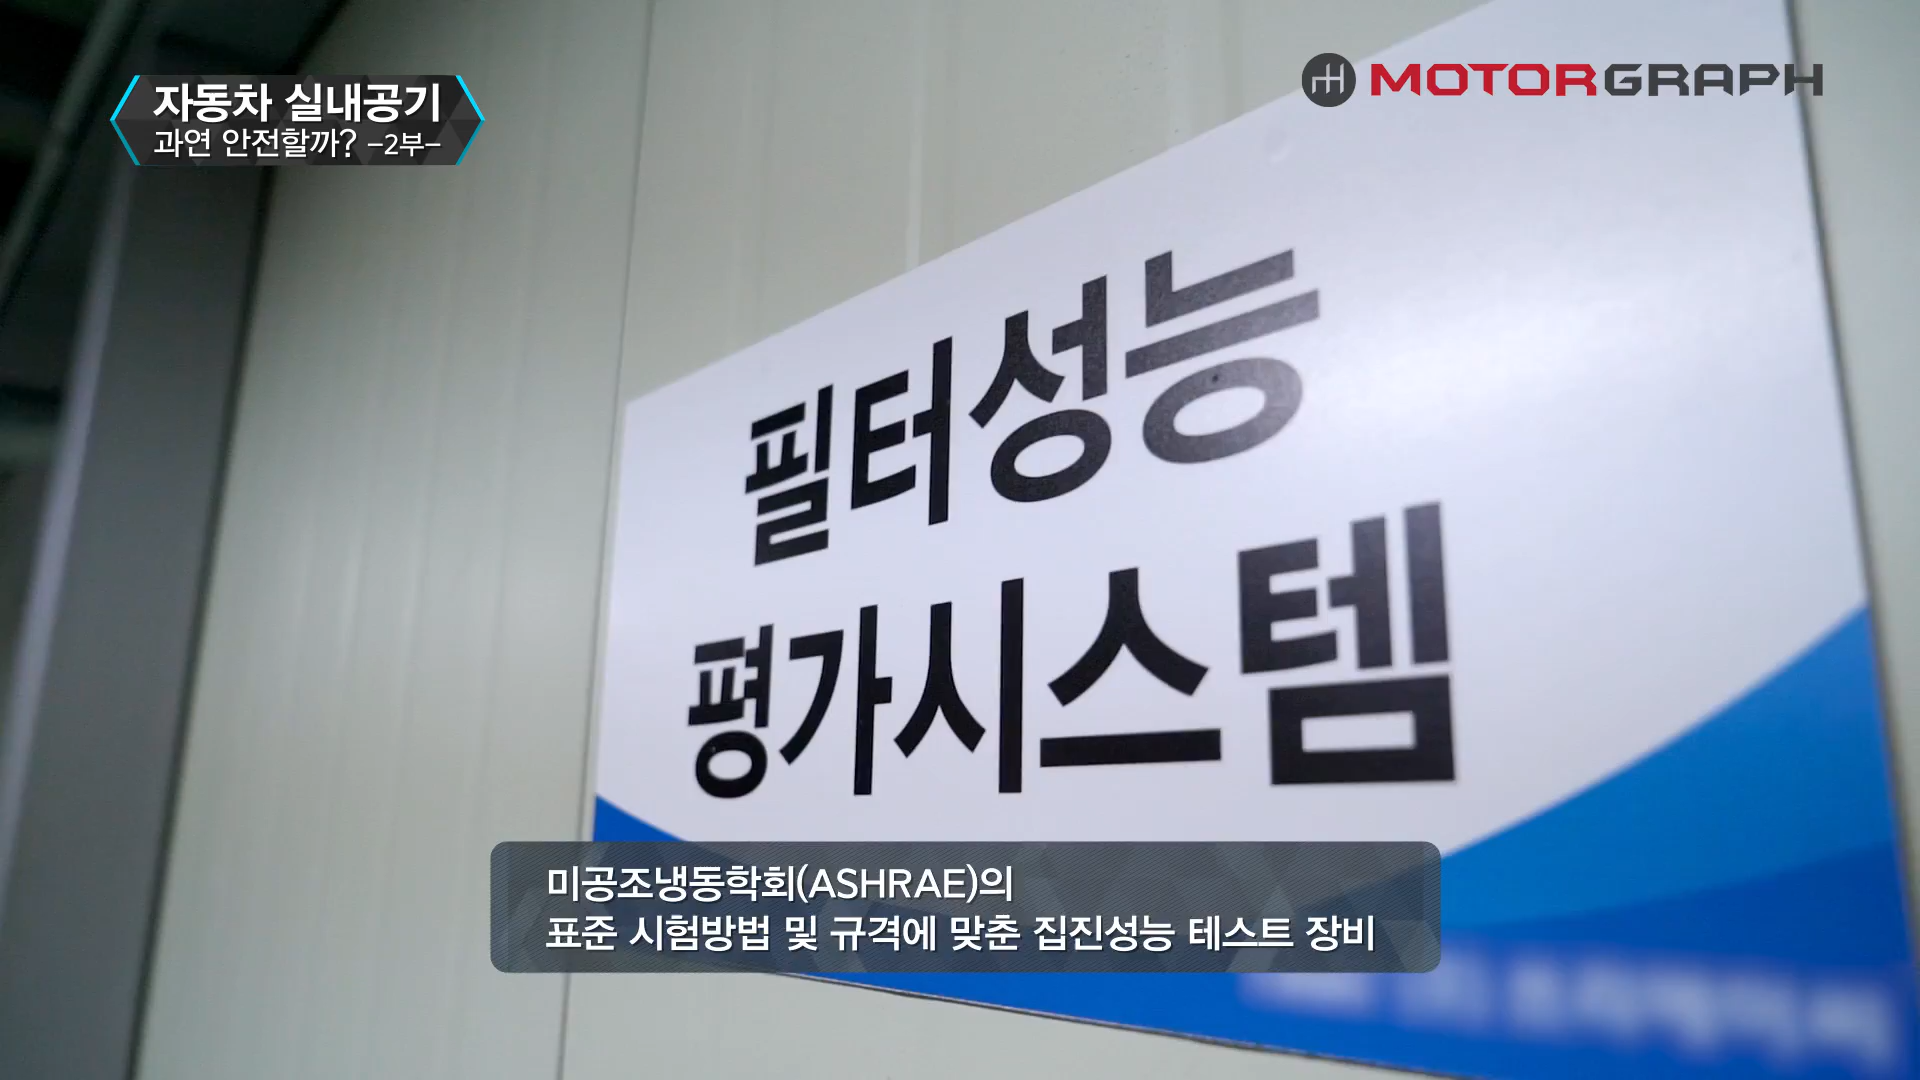 자동차 실내공기
과연 안전할까? -2부-
MOTORGRAPH
필터성능
평가시스템
미공조냉동학회(ASHRAE)의
표준 시험방법 및 규격에 맞춘 집진성능 테스트 장비